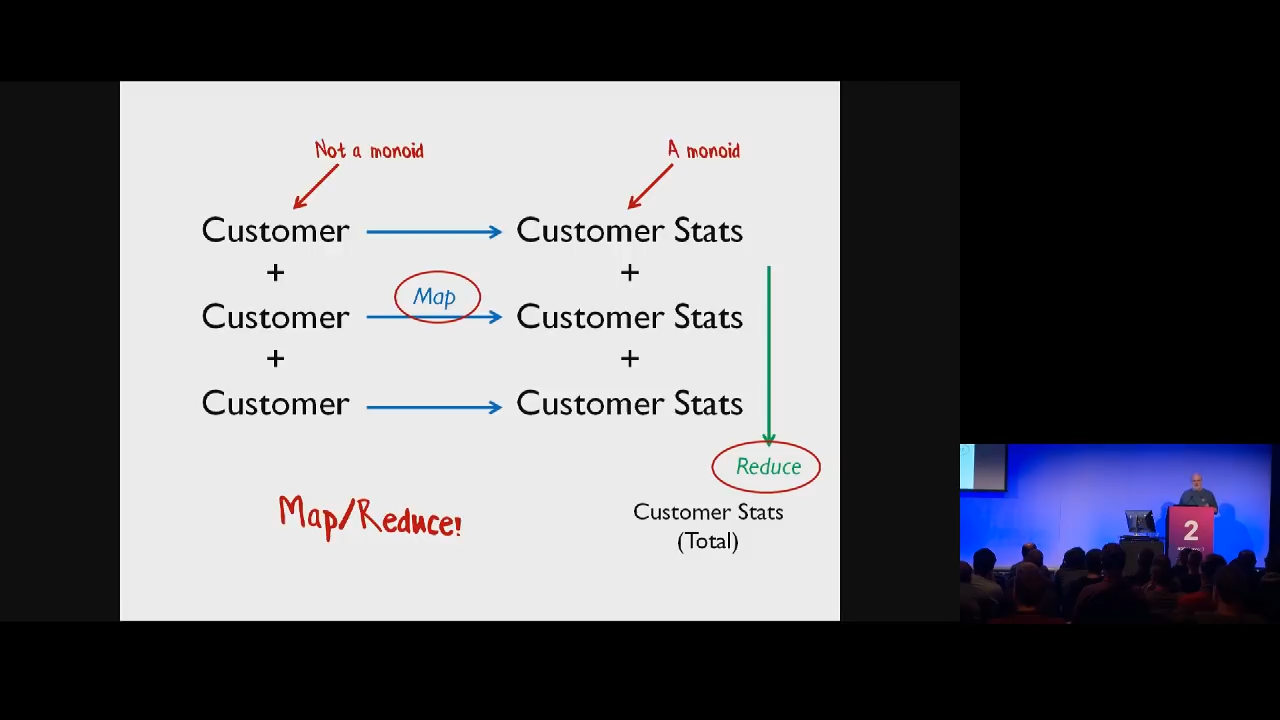 Not a monoid
A monoid
Customer
Customer Stats
+
+
Map
Customer
Customer Stats
+
+
Customer
Customer Stats
Reduce
Map/Reduce!
Customer Stats
(Total)
2